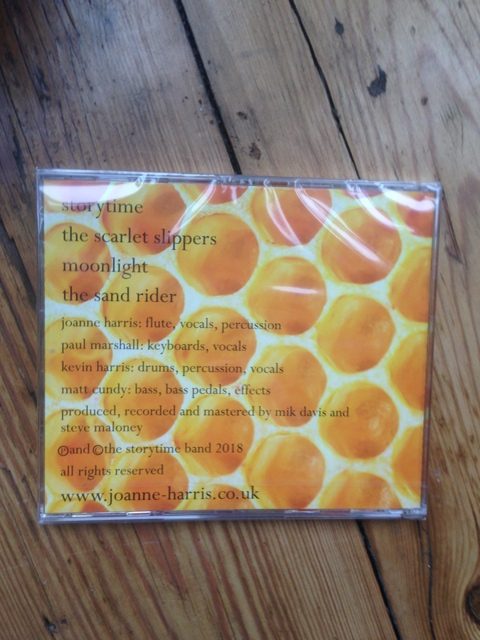 storytime
the scarlet slippers
moonlight
the sand rider
joanne harris: flute, vocals, percussion
paul marshall: keyboards, vocals
kevin harris: drums, percussion, vocals
matt cundy: bass, bass pedals, effects
produced, recorded and mastered by mik davis and
steve maloney
℗and ©the storytime band 2018
all rights reserved
www.joanne-harris.co.uk